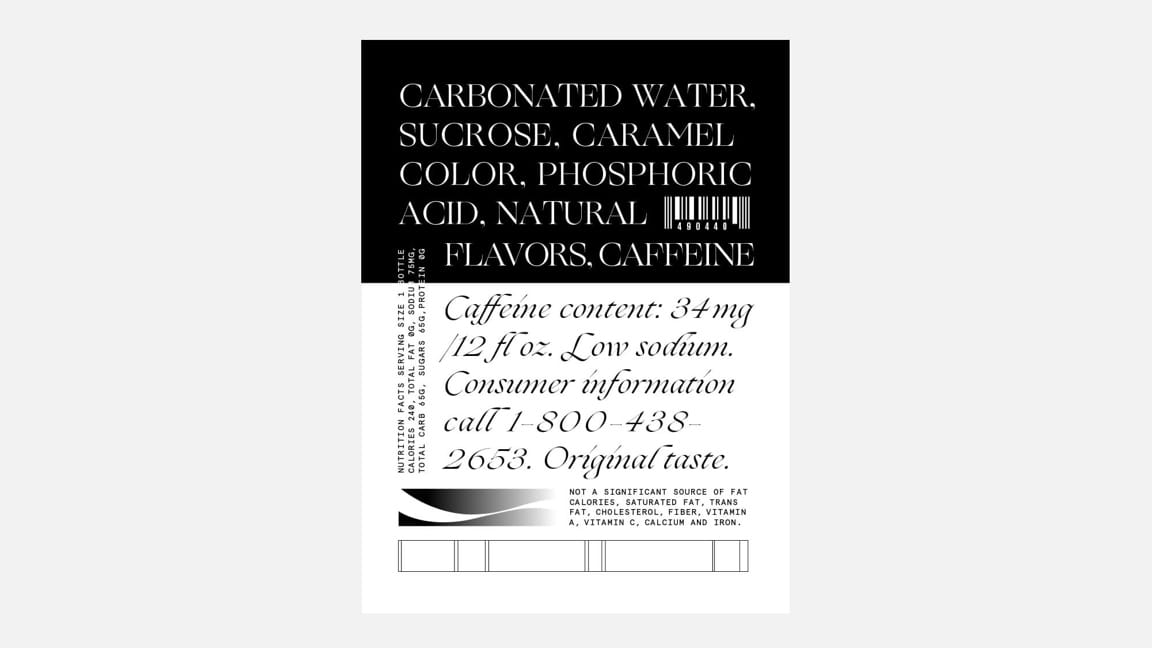 CARBONATED WATER,
SUCROSE, CARAMEL
COLOR, PHOSPHORIC
ACID, NATURAL
490440
FLAVORS, CAFFEINE
NUTRITION FACTS SERVING SIZE 1 BOTTLE
CALORIES 240, TOTAL FAT 0G, SODIUM 75MG,
TOTAL CARB 65G, SUGARS 65G,PROTEIN 0G
Caffeine content: 34mg
/12 fl oz. Low sodium.
Consumer information
call 1-800-438-
2653. Original taste.
NOT A SIGNIFICANT SOURCE OF FAT
CALORIES, SATURATED FAT, TRANS
FAT, CHOLESTEROL, FIBER, VITAMIN
A, VITAMIN C, CALCIUM AND IRON.